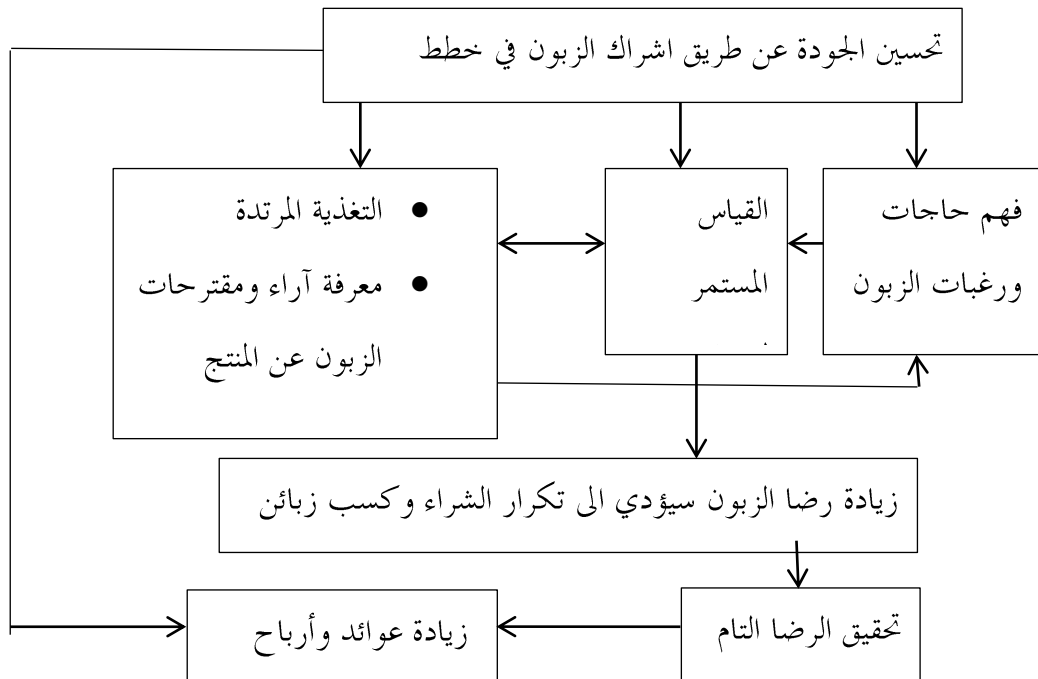 تحسين الجودة عن طريق اشراك الزبون في خطط
فهم حاجات
ورغبات الزبون
القياس
المستمر
● التغذية المرتدة
● معرفة آراء ومقترحات
الزبون عن المنتج
زيادة رضا الزبون سيؤدي الى تكرار الشراء وكسب زبائن
تحقيق الرضا التام
زيادة عوائد وأرباح